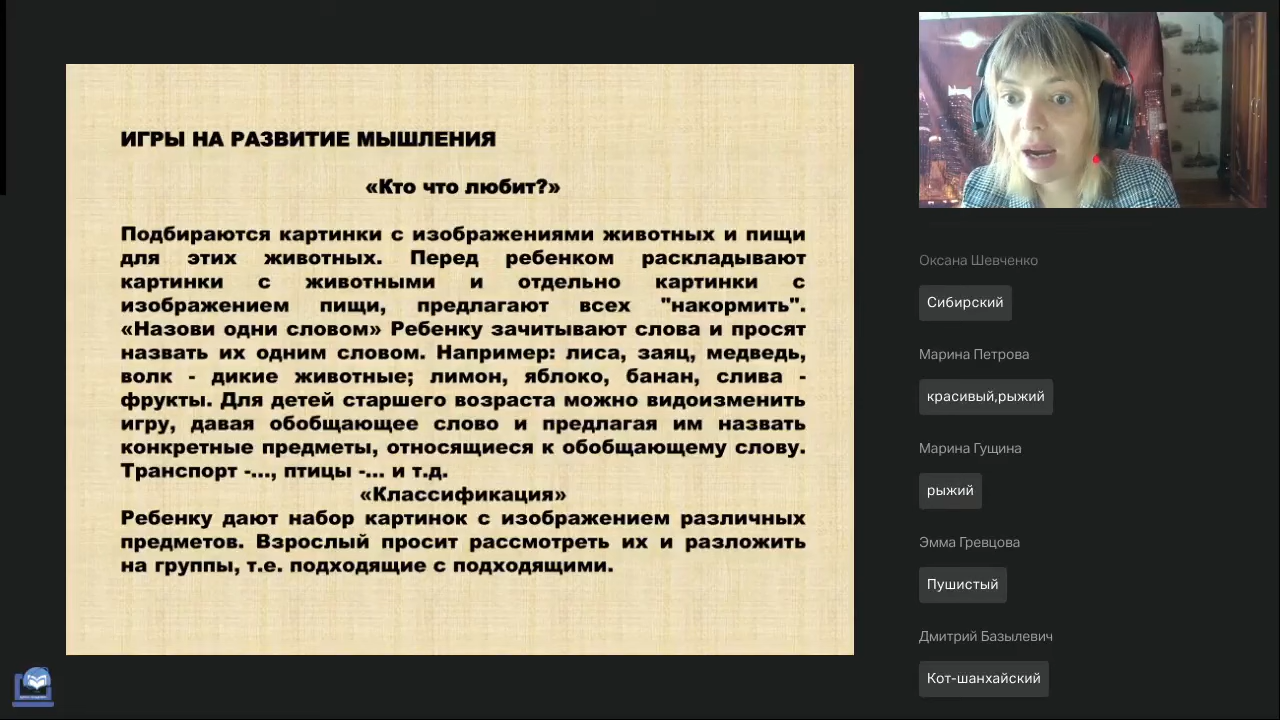 ИГРЫ НА РАЗВИТИЕ МЫШЛЕНИЯ
«Кто что любит?»
Подбираются картинки с изображениями животных и пищи
для этих животных. Перед ребенком раскладывают
картинки с животными и отдельно картинки с
изображением пищи, предлагают всех "накормить".
«Назови одни словом» Ребенку зачитывают слова и просят
назвать их одним словом. Например: лиса, заяц, медведь,
волк - дикие животные; лимон, яблоко, банан, слива -
фрукты. Для детей старшего возраста можно видоизменить
игру, давая обобщающее слово и предлагая им назвать
конкретные предметы, относящиеся к обобщающему слову.
Транспорт -..., птицы -... и т.д.
«Классификация»
Ребенку дают набор картинок с изображением различных
предметов. Взрослый просит рассмотреть их и разложить
на группы, т.е. подходящие с подходящими.
Оксана Шевченко
Сибирский
Марина Петрова
красивый,рыжий
Марина Гущина
рыжий
Эмма Гревцова
Пушистый
Дмитрий Базылевич
Кот-шанхайский